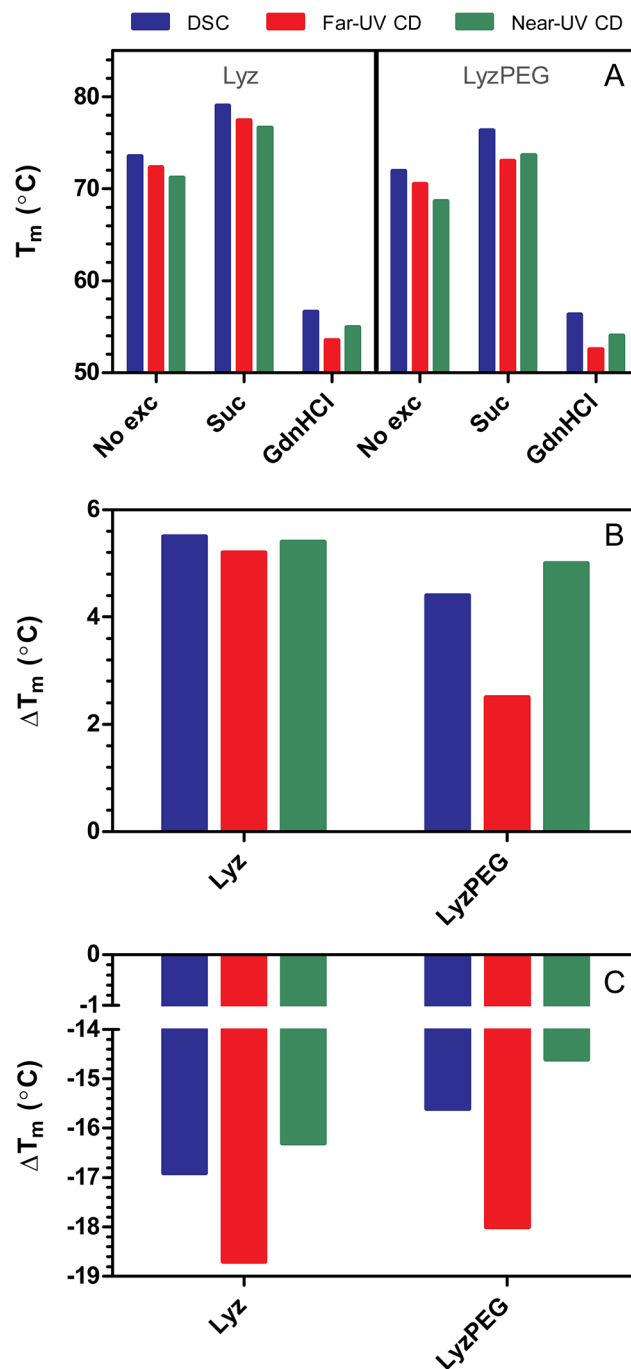 DSC Far-UV CD Near-UV CD
Lyz LyzPEG A
80
70
60
50
Tm (°C)
No exc Suc GdnHCl No exc Suc GdnHCl
B
6
4
2
0
ΔTm (°C)
Lyz LyzPEG
C
0
-1
-14
-15
-16
-17
-18
-19
ΔTm (°C)
Lyz LyzPEG